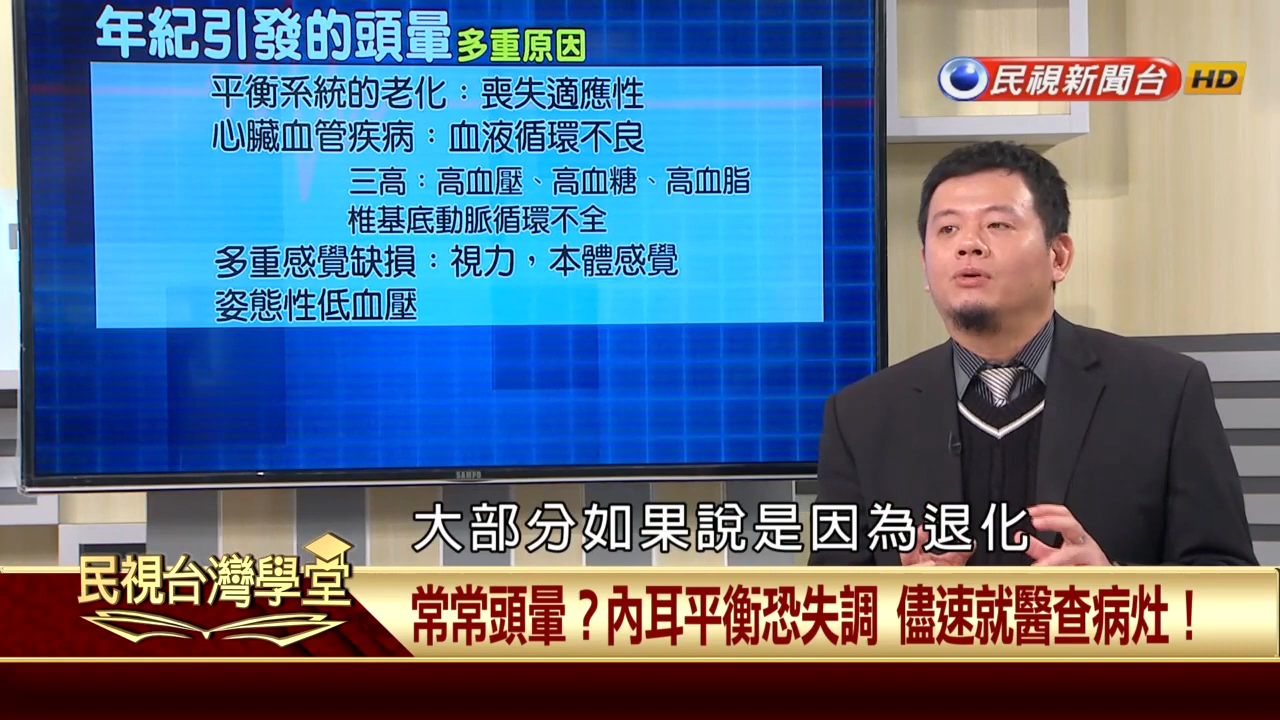 年紀引發的頭暈多重原因
平衡系統的老化：喪失適應性
心臟血管疾病：血液循環不良
三高：高血壓、高血糖、高血脂
椎基底動脈循環不全
多重感覺缺損：視力，本體感覺
姿態性低血壓
民視新聞台 HD
SAMPO
大部分如果說是因為退化
民視台灣學堂
常常頭暈？內耳平衡恐失調 儘速就醫查病灶！